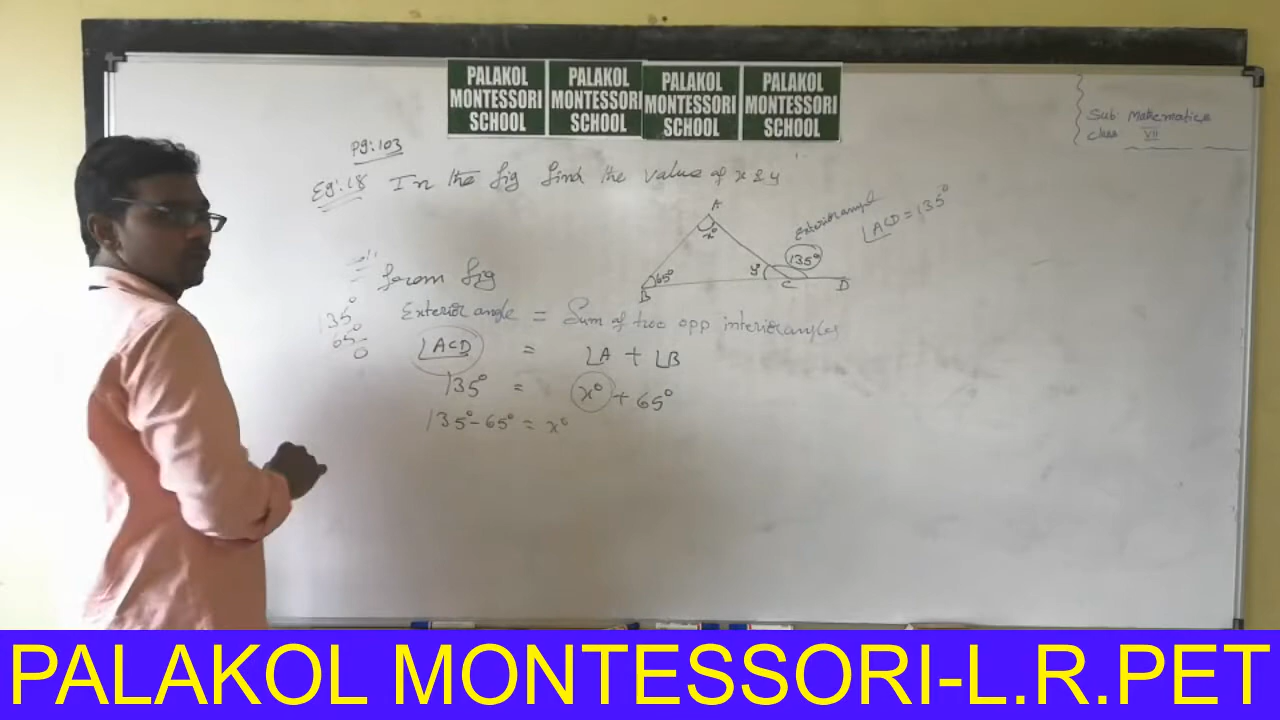 PALAKOL MONTESSORI SCHOOL
PALAKOL MONTESSORI SCHOOL
PALAKOL MONTESSORI SCHOOL
PALAKOL MONTESSORI SCHOOL
Sub: Mathematics
Class: VII
Pg: 103
Eg: 18 In the fig find the value of x & y
A
x°
Exterior angle
∠ACD = 135°
135°
65°
y°
B
C
D
from fig
Exterior angle = Sum of two opp interior angles
∠ACD = ∠A + ∠B
135° = x° + 65°
135° - 65° = x°
135°
65°
0
PALAKOL MONTESSORI-L.R.PET